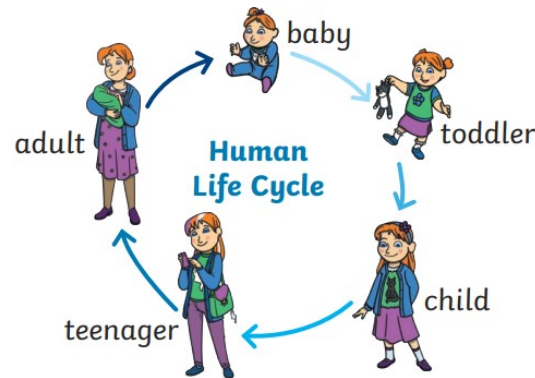 baby
toddler
child
teenager
adult
Human
Life Cycle